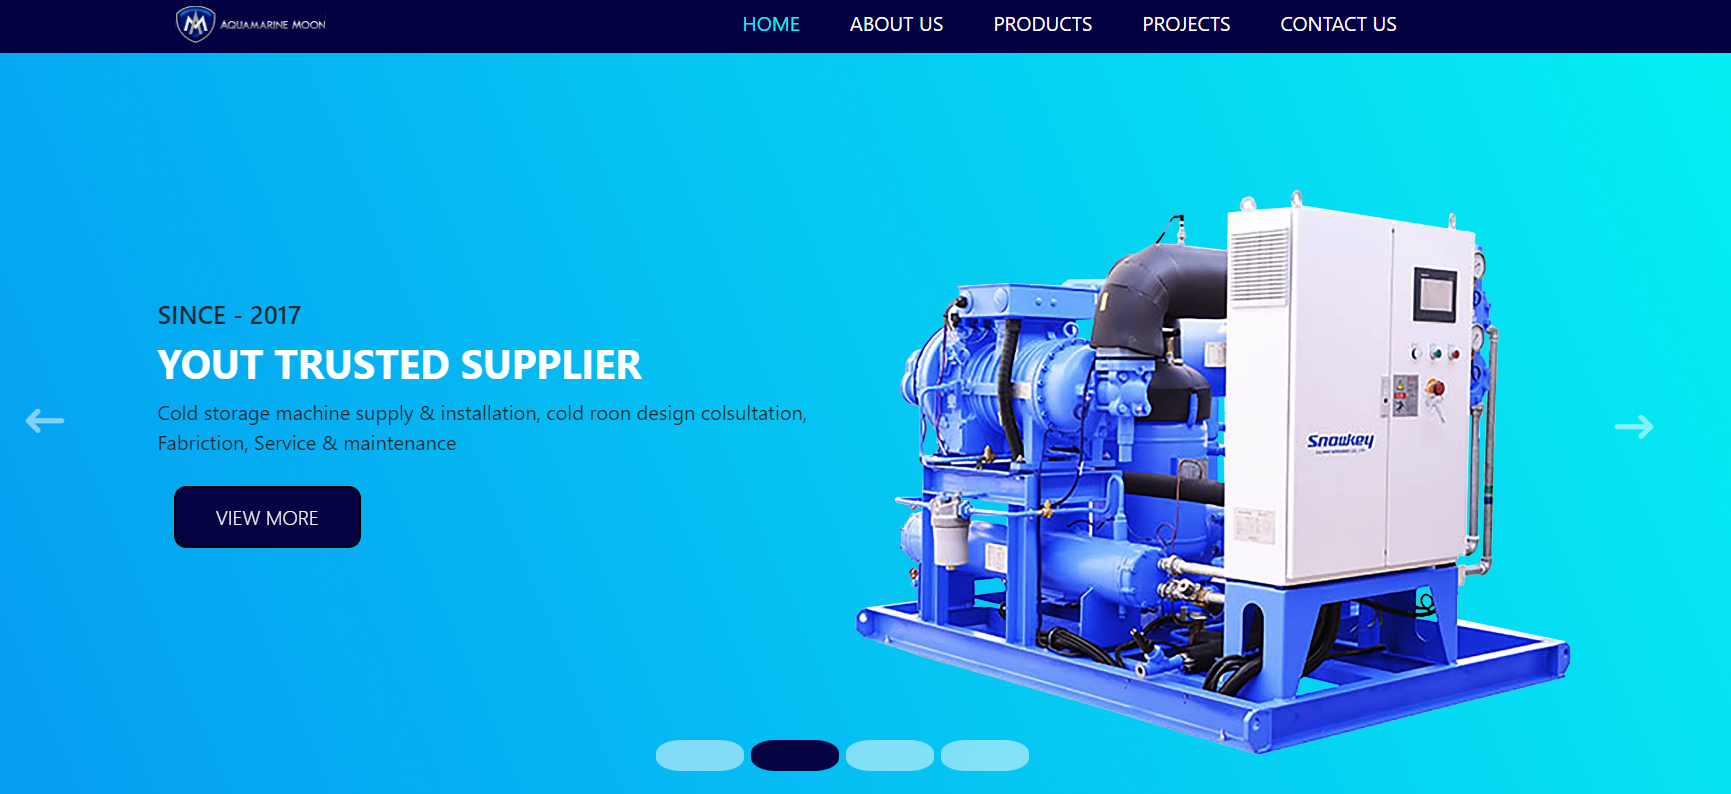 AQUAMARINE MOON
HOME
ABOUT US
PRODUCTS
PROJECTS
CONTACT US
SINCE - 2017
YOUT TRUSTED SUPPLIER
Cold storage machine supply & installation, cold roon design colsultation,
Fabriction, Service & maintenance
VIEW MORE
Snowkey